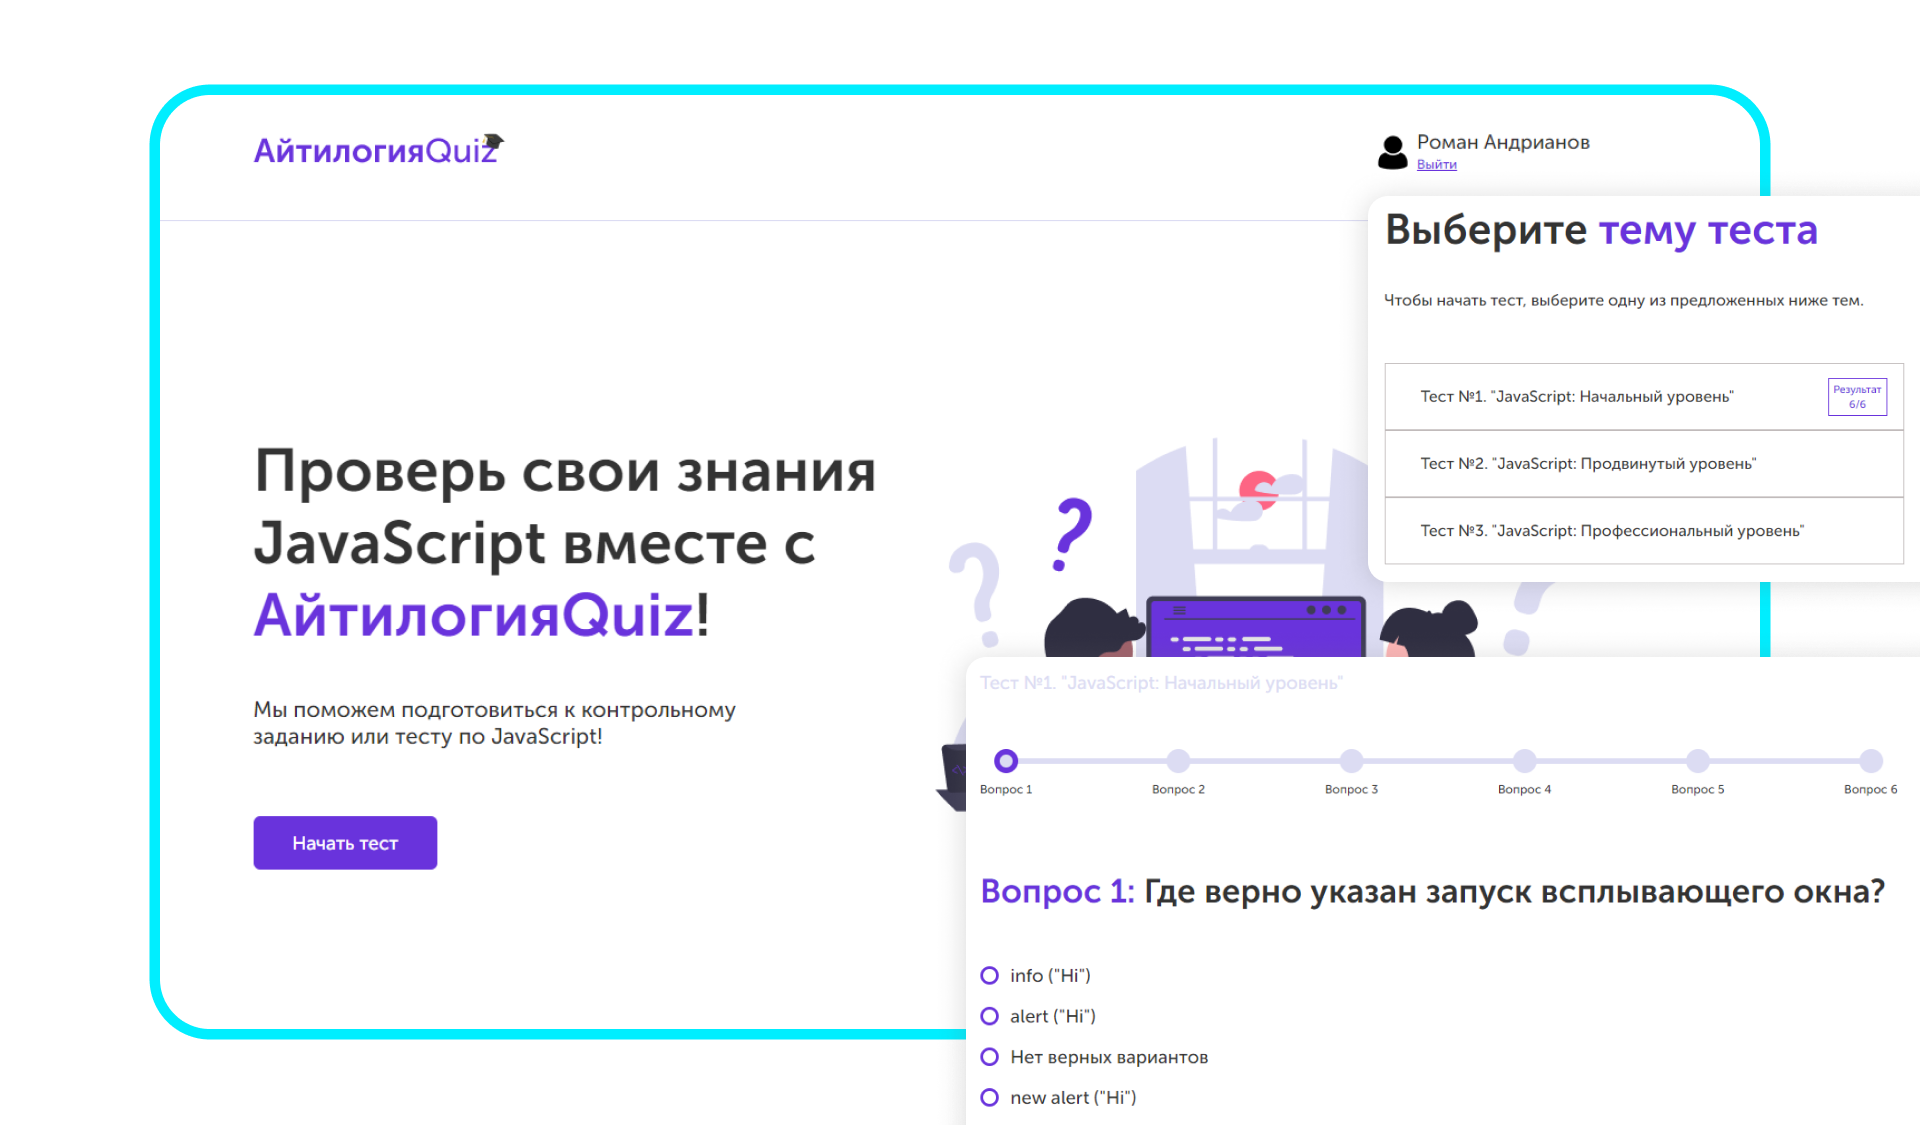 АйтилогияQuiz
Роман Андрианов
Выйти
Выберите тему теста
Чтобы начать тест, выберите одну из предложенных ниже тем.
Тест №1. "JavaScript: Начальный уровень"
Результат
6/6
Тест №2. "JavaScript: Продвинутый уровень"
Тест №3. "JavaScript: Профессиональный уровень"
Проверь свои знания
JavaScript вместе с
АйтилогияQuiz!
Мы поможем подготовиться к контрольному
заданию или тесту по JavaScript!
Начать тест
Тест №1. "JavaScript: Начальный уровень"
Вопрос 1
Вопрос 2
Вопрос 3
Вопрос 4
Вопрос 5
Вопрос 6
Вопрос 1: Где верно указан запуск всплывающего окна?
info ("Hi")
alert ("Hi")
Нет верных вариантов
new alert ("Hi")